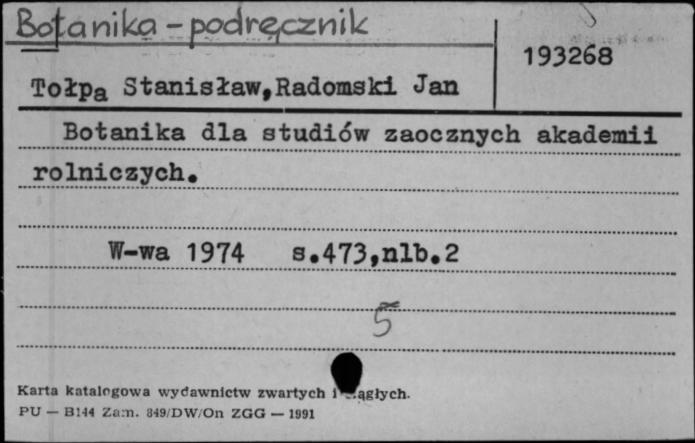 Botanika - podręcznik
193268
Tołpa Stanisław, Radomski Jan
Botanika dla studiów zaocznych akademii
rolniczych.
W-wa 1974 s.473,nlb.2
5
Karta katalogowa wydawnictw zwartych i
PU — B144 Zam. 849/DW/On ZGG — 1991